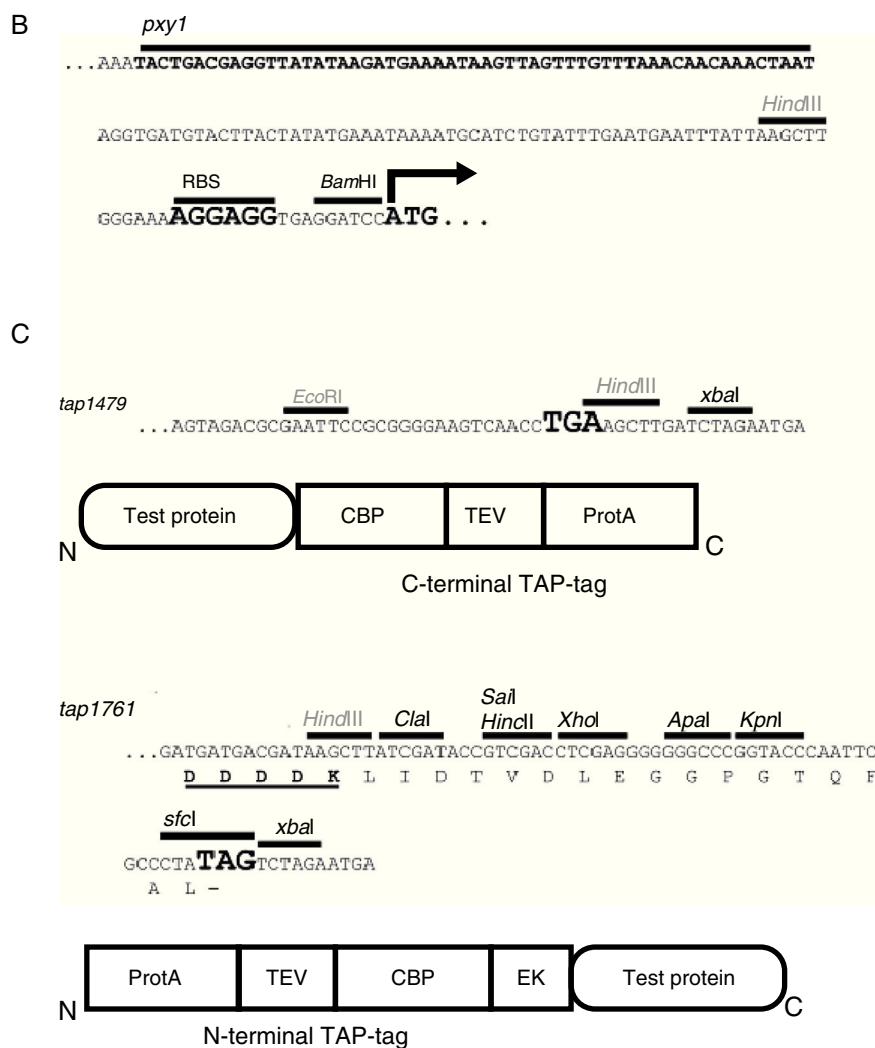 B
pxy1
...AAATACTGACGAGGTTATATAAGATGAAAATAAGTTAGTTTGTTTAAACAACAAACTAAT
HindIII
AGGTGATGTACTTACTATATGAAATAAAATGCATCTGTATTTGAATGAATTTATTAAGCTT
RBS BamHI
GGGAAAAGGAGGTGAGGATCCATG...
C
tap1479 EcoRI HindIII xbaI
...AGTAGACGCGAATTCCGCGGGGAAGTCAACCTGAAGCTTGATCTAGAATGA
Test protein CBP TEV ProtA
N C
C-terminal TAP-tag
SaiI
tap1761 HindIII ClaI HincII XhoI ApaI KpnI
...GATGATGACGATAAGCTTATCGATACCGTCGACCTCGAGGGGGGGCCCGGTACCCAATTC
D D D D K L I D T V D L E G G P G T Q F
sfcI xbaI
GCCCTATAGTCTAGAATGA
A L –
ProtA TEV CBP EK Test protein
N C
N-terminal TAP-tag